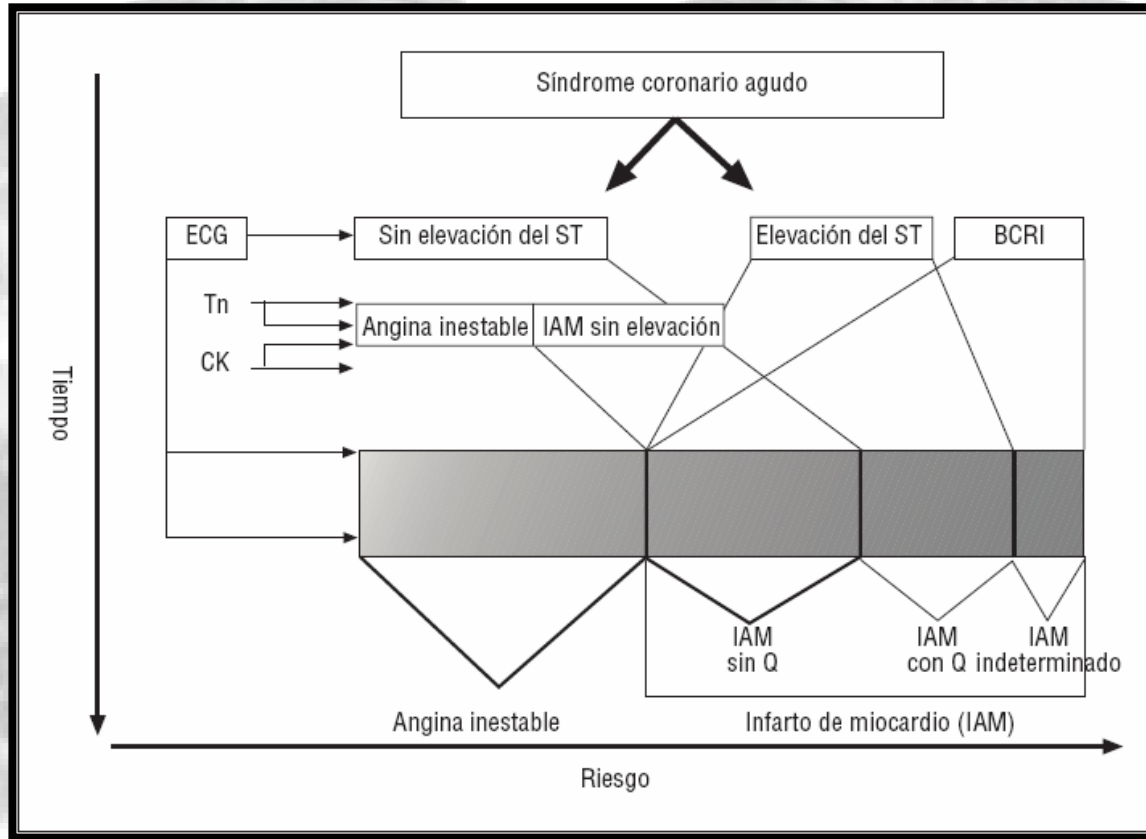 Síndrome coronario agudo
ECG
Sin elevación del ST
Elevación del ST
BCRI
Tn
Angina inestable
IAM sin elevación
CK
Tiempo
IAM
sin Q
IAM
con Q
IAM
indeterminado
Angina inestable
Infarto de miocardio (IAM)
Riesgo